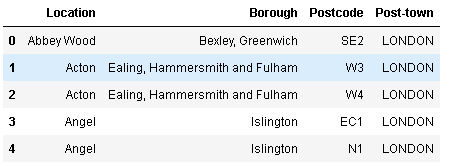 Location Borough Postcode Post-town
0 Abbey Wood Bexley, Greenwich SE2 LONDON
1 Acton Ealing, Hammersmith and Fulham W3 LONDON
2 Acton Ealing, Hammersmith and Fulham W4 LONDON
3 Angel Islington EC1 LONDON
4 Angel Islington N1 LONDON